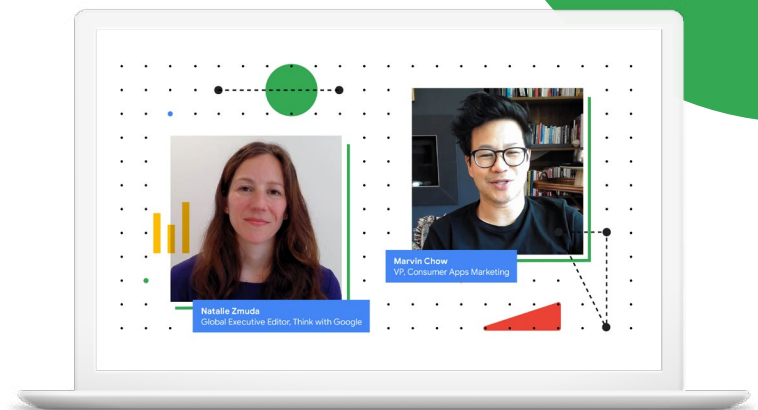 Marvin Chow
VP, Consumer Apps Marketing
Natalie Zmuda
Global Executive Editor, Think with Google